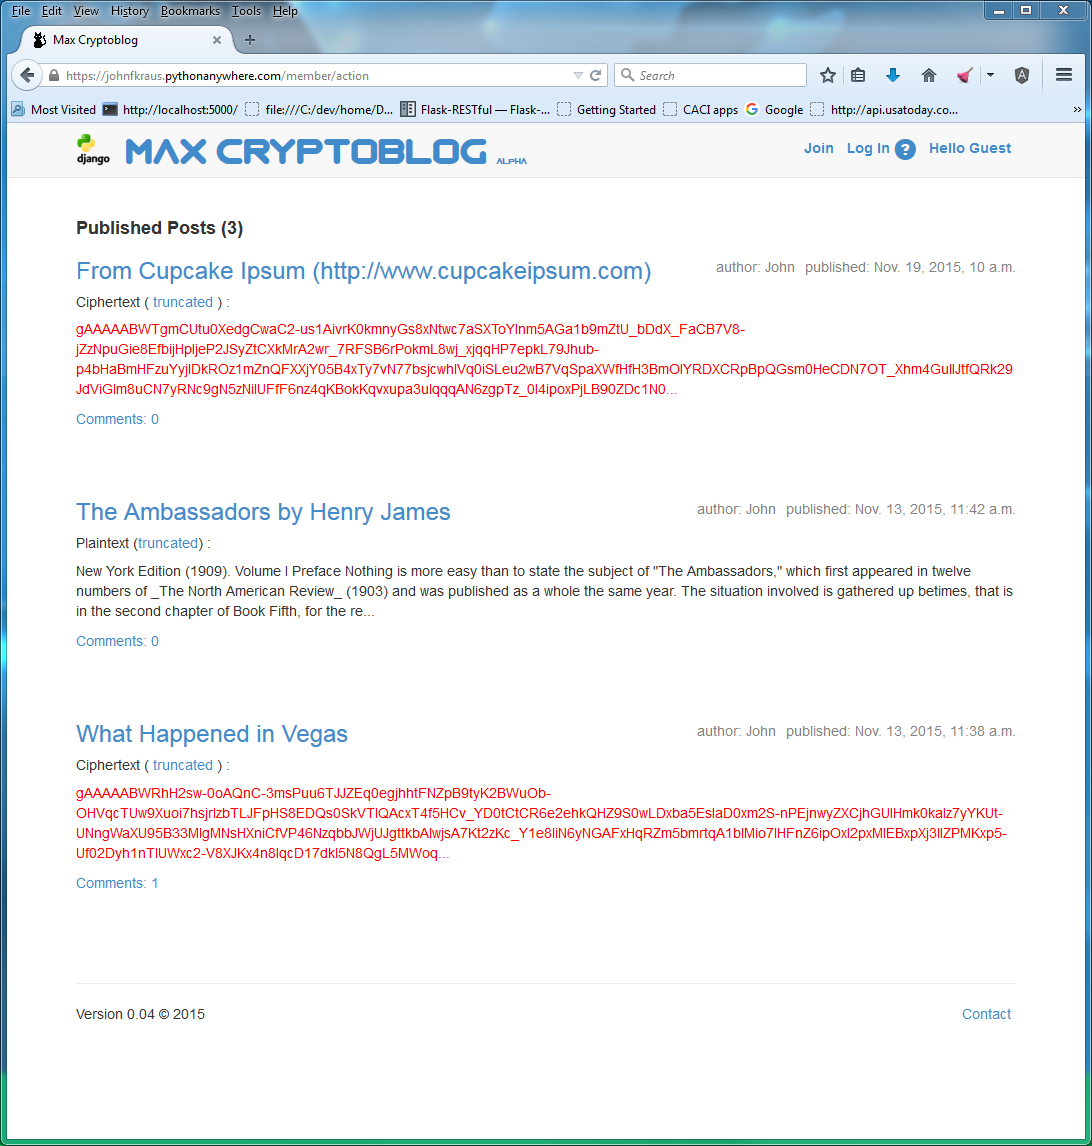 File Edit View History Bookmarks Tools Help
Max Cryptoblog
https://johnfkraus.pythonanywhere.com/member/action
Search
Most Visited http://localhost:5000/ file:///C:/dev/home/D... Flask-RESTful — Flask-... Getting Started CACI apps Google http://api.usatoday.co...
django MAX CRYPTOBLOG ALPHA Join Log In ? Hello Guest
Published Posts (3)
From Cupcake Ipsum (http://www.cupcakeipsum.com) author: John published: Nov. 19, 2015, 10 a.m.
Ciphertext ( truncated ) :
gAAAAABWTgmCUtu0XedgCwaC2-us1AivrK0kmnyGs8xNtwc7aSXToYlnm5AGa1b9mZtU_bDdX_FaCB7V8-
jZzNpuGie8EfbijHpljeP2JSyZtCXkMrA2wr_7RFSB6rPokmL8wj_xjqqHP7epkL79Jhub-
p4bHaBmHFzuYyjlDkROz1mZnQFXXjY05B4xTy7vN77bsjcwhlVq0iSLeu2wB7VqSpaXWfHfH3BmOlYRDXCRpBpQGsm0HeCDN7OT_Xhm4GullJtfQRk29
JdViGlm8uCN7yRNc9gN5zNilUFfF6nz4qKBokKqvxupa3ulqqqAN6zgpTz_0l4ipoxPjLB90ZDc1N0...
Comments: 0
The Ambassadors by Henry James author: John published: Nov. 13, 2015, 11:42 a.m.
Plaintext (truncated) :
New York Edition (1909). Volume I Preface Nothing is more easy than to state the subject of "The Ambassadors," which first appeared in twelve
numbers of _The North American Review_ (1903) and was published as a whole the same year. The situation involved is gathered up betimes, that is
in the second chapter of Book Fifth, for the re...
Comments: 0
What Happened in Vegas author: John published: Nov. 13, 2015, 11:38 a.m.
Ciphertext ( truncated ) :
gAAAAABWRhH2sw-0oAQnC-3msPuu6TJJZEq0egjhhtFNZpB9tyK2BWuOb-
OHVqcTUw9Xuoi7hsjrlzbTLJFpHS8EDQs0SkVTlQAcxT4f5HCv_YD0tCtCR6e2ehkQHZ9S0wLDxba5EslaD0xm2S-nPEjnwyZXCjhGUlHmk0kalz7yYKUt-
UNngWaXU95B33MlgMNsHXniCfVP46NzqbbJWjUJgttkbAlwjsA7Kt2zKc_Y1e8liN6yNGAFxHqRZm5bmrtqA1blMio7lHFnZ6ipOxl2pxMlEBxpXj3llZPMKxp5-
Uf02Dyh1nTlUWxc2-V8XJKx4n8lqcD17dkl5N8QgL5MWoq...
Comments: 1
Version 0.04 © 2015 Contact